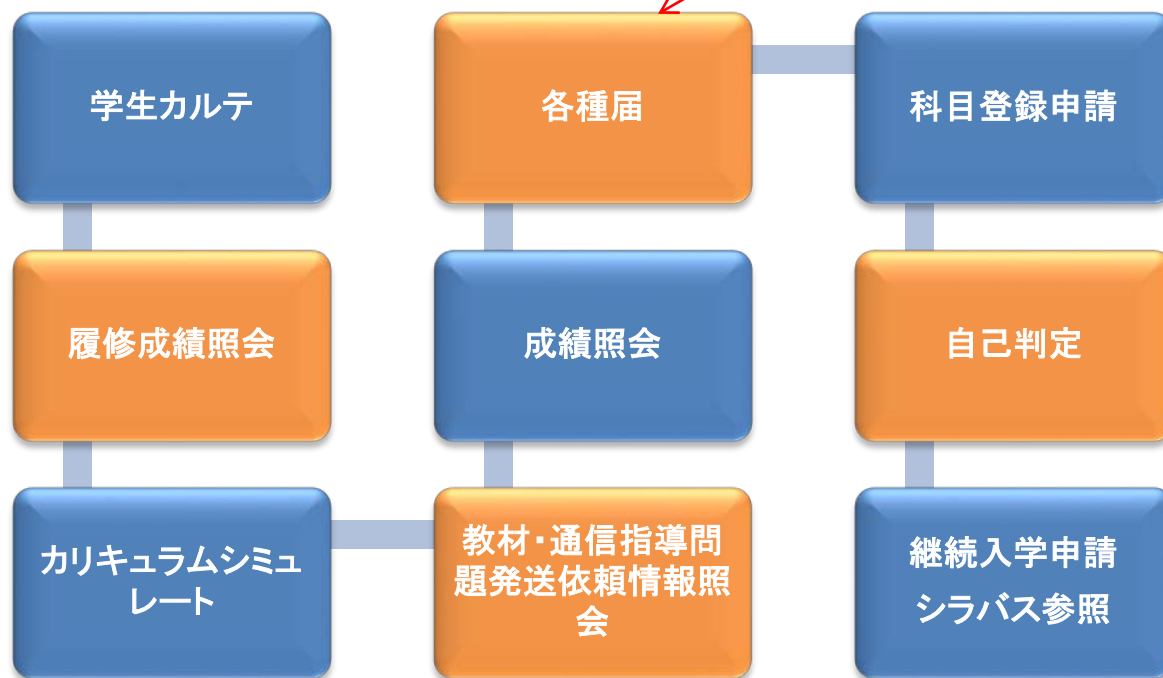 学生カルテ
各種届
科目登録申請
履修成績照会
成績照会
自己判定
カリキュラムシミュ
レート
教材・通信指導問
題発送依頼情報照
会
継続入学申請
シラバス参照